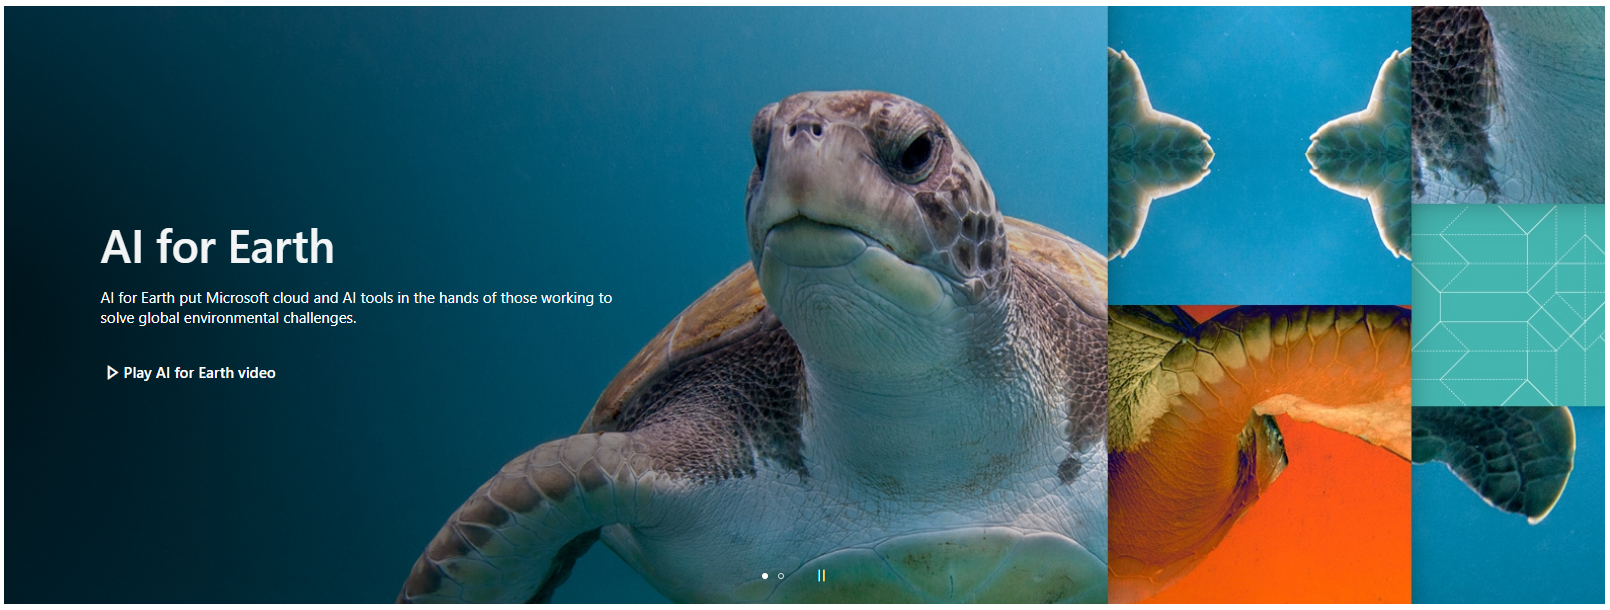 AI for Earth
AI for Earth put Microsoft cloud and AI tools in the hands of those working to
solve global environmental challenges.
Play AI for Earth video